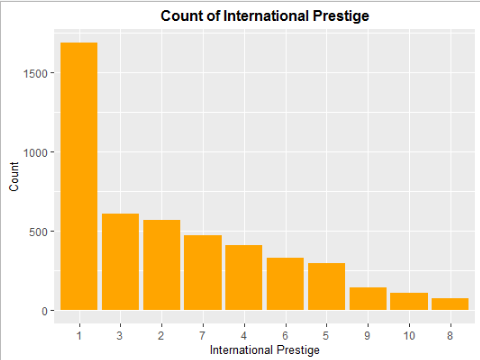 Count of International Prestige
Count
1500
1000
500
0
1 3 2 7 4 6 5 9 10 8
International Prestige